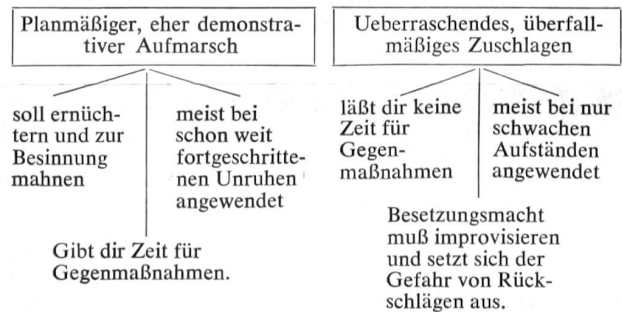 Planmäßiger, eher demonstra-
tiver Aufmarsch
soll ernüch-
tern und zur
Besinnung
mahnen
meist bei
schon weit
fortgeschritte-
nen Unruhen
angewendet
Gibt dir Zeit für
Gegenmaßnahmen.
Ueberraschendes, überfall-
mäßiges Zuschlagen
läßt dir keine
Zeit für
Gegen-
maßnahmen
meist bei nur
schwachen
Aufständen
angewendet
Besetzungsmacht
muß improvisieren
und setzt sich der
Gefahr von Rück-
schlägen aus.